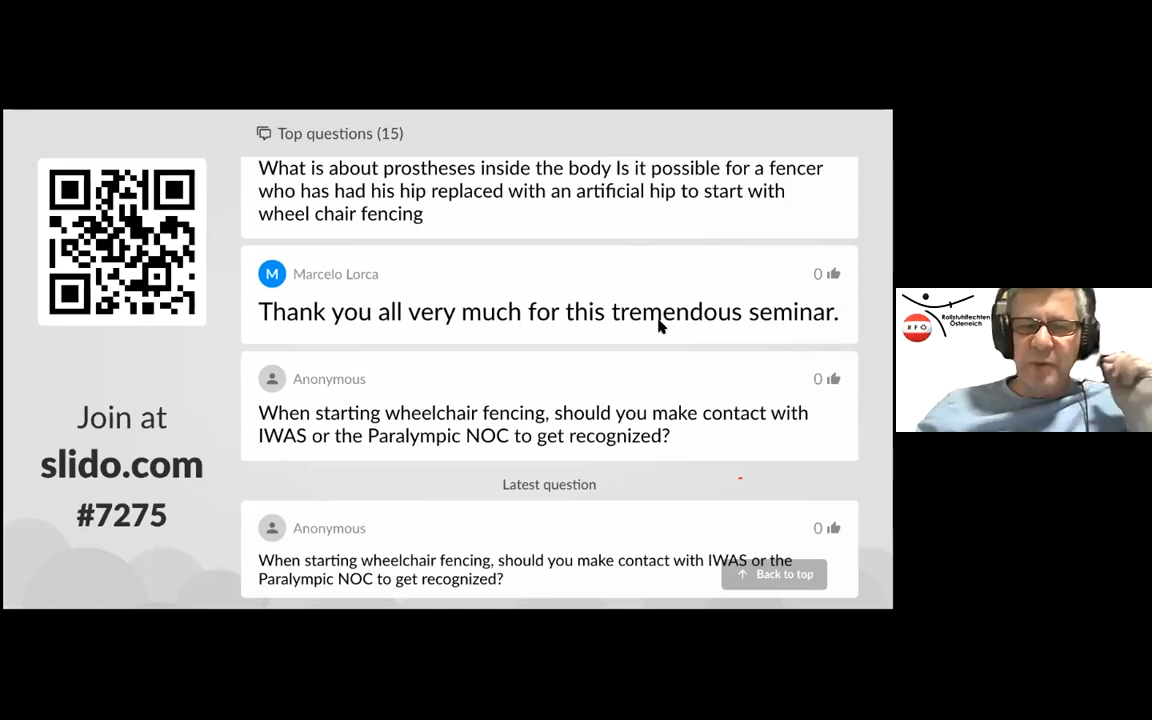 Top questions (15)
What is about prostheses inside the body Is it possible for a fencer
who has had his hip replaced with an artificial hip to start with
wheel chair fencing
M Marcelo Lorca 0
Thank you all very much for this tremendous seminar.
Anonymous 0
When starting wheelchair fencing, should you make contact with
IWAS or the Paralympic NOC to get recognized?
Latest question
Anonymous 0
When starting wheelchair fencing, should you make contact with IWAS or the
Paralympic NOC to get recognized?
Back to top
Join at
slido.com
#7275
RFÖ
Rollstuhlfechten
Österreich